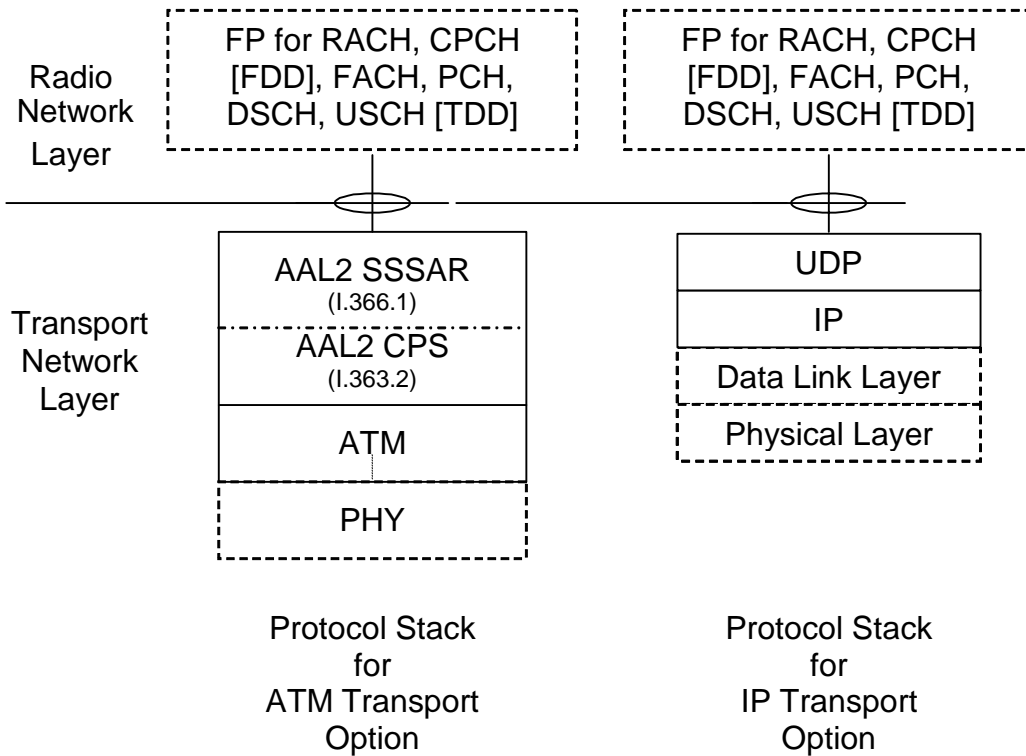 FP for RACH, CPCH
[FDD], FACH, PCH,
DSCH, USCH [TDD]
FP for RACH, CPCH
[FDD], FACH, PCH,
DSCH, USCH [TDD]
Radio
Network
Layer
AAL2 SSSAR
(I.366.1)
AAL2 CPS
(I.363.2)
ATM
PHY
UDP
IP
Data Link Layer
Physical Layer
Transport
Network
Layer
Protocol Stack
for
ATM Transport
Option
Protocol Stack
for
IP Transport
Option